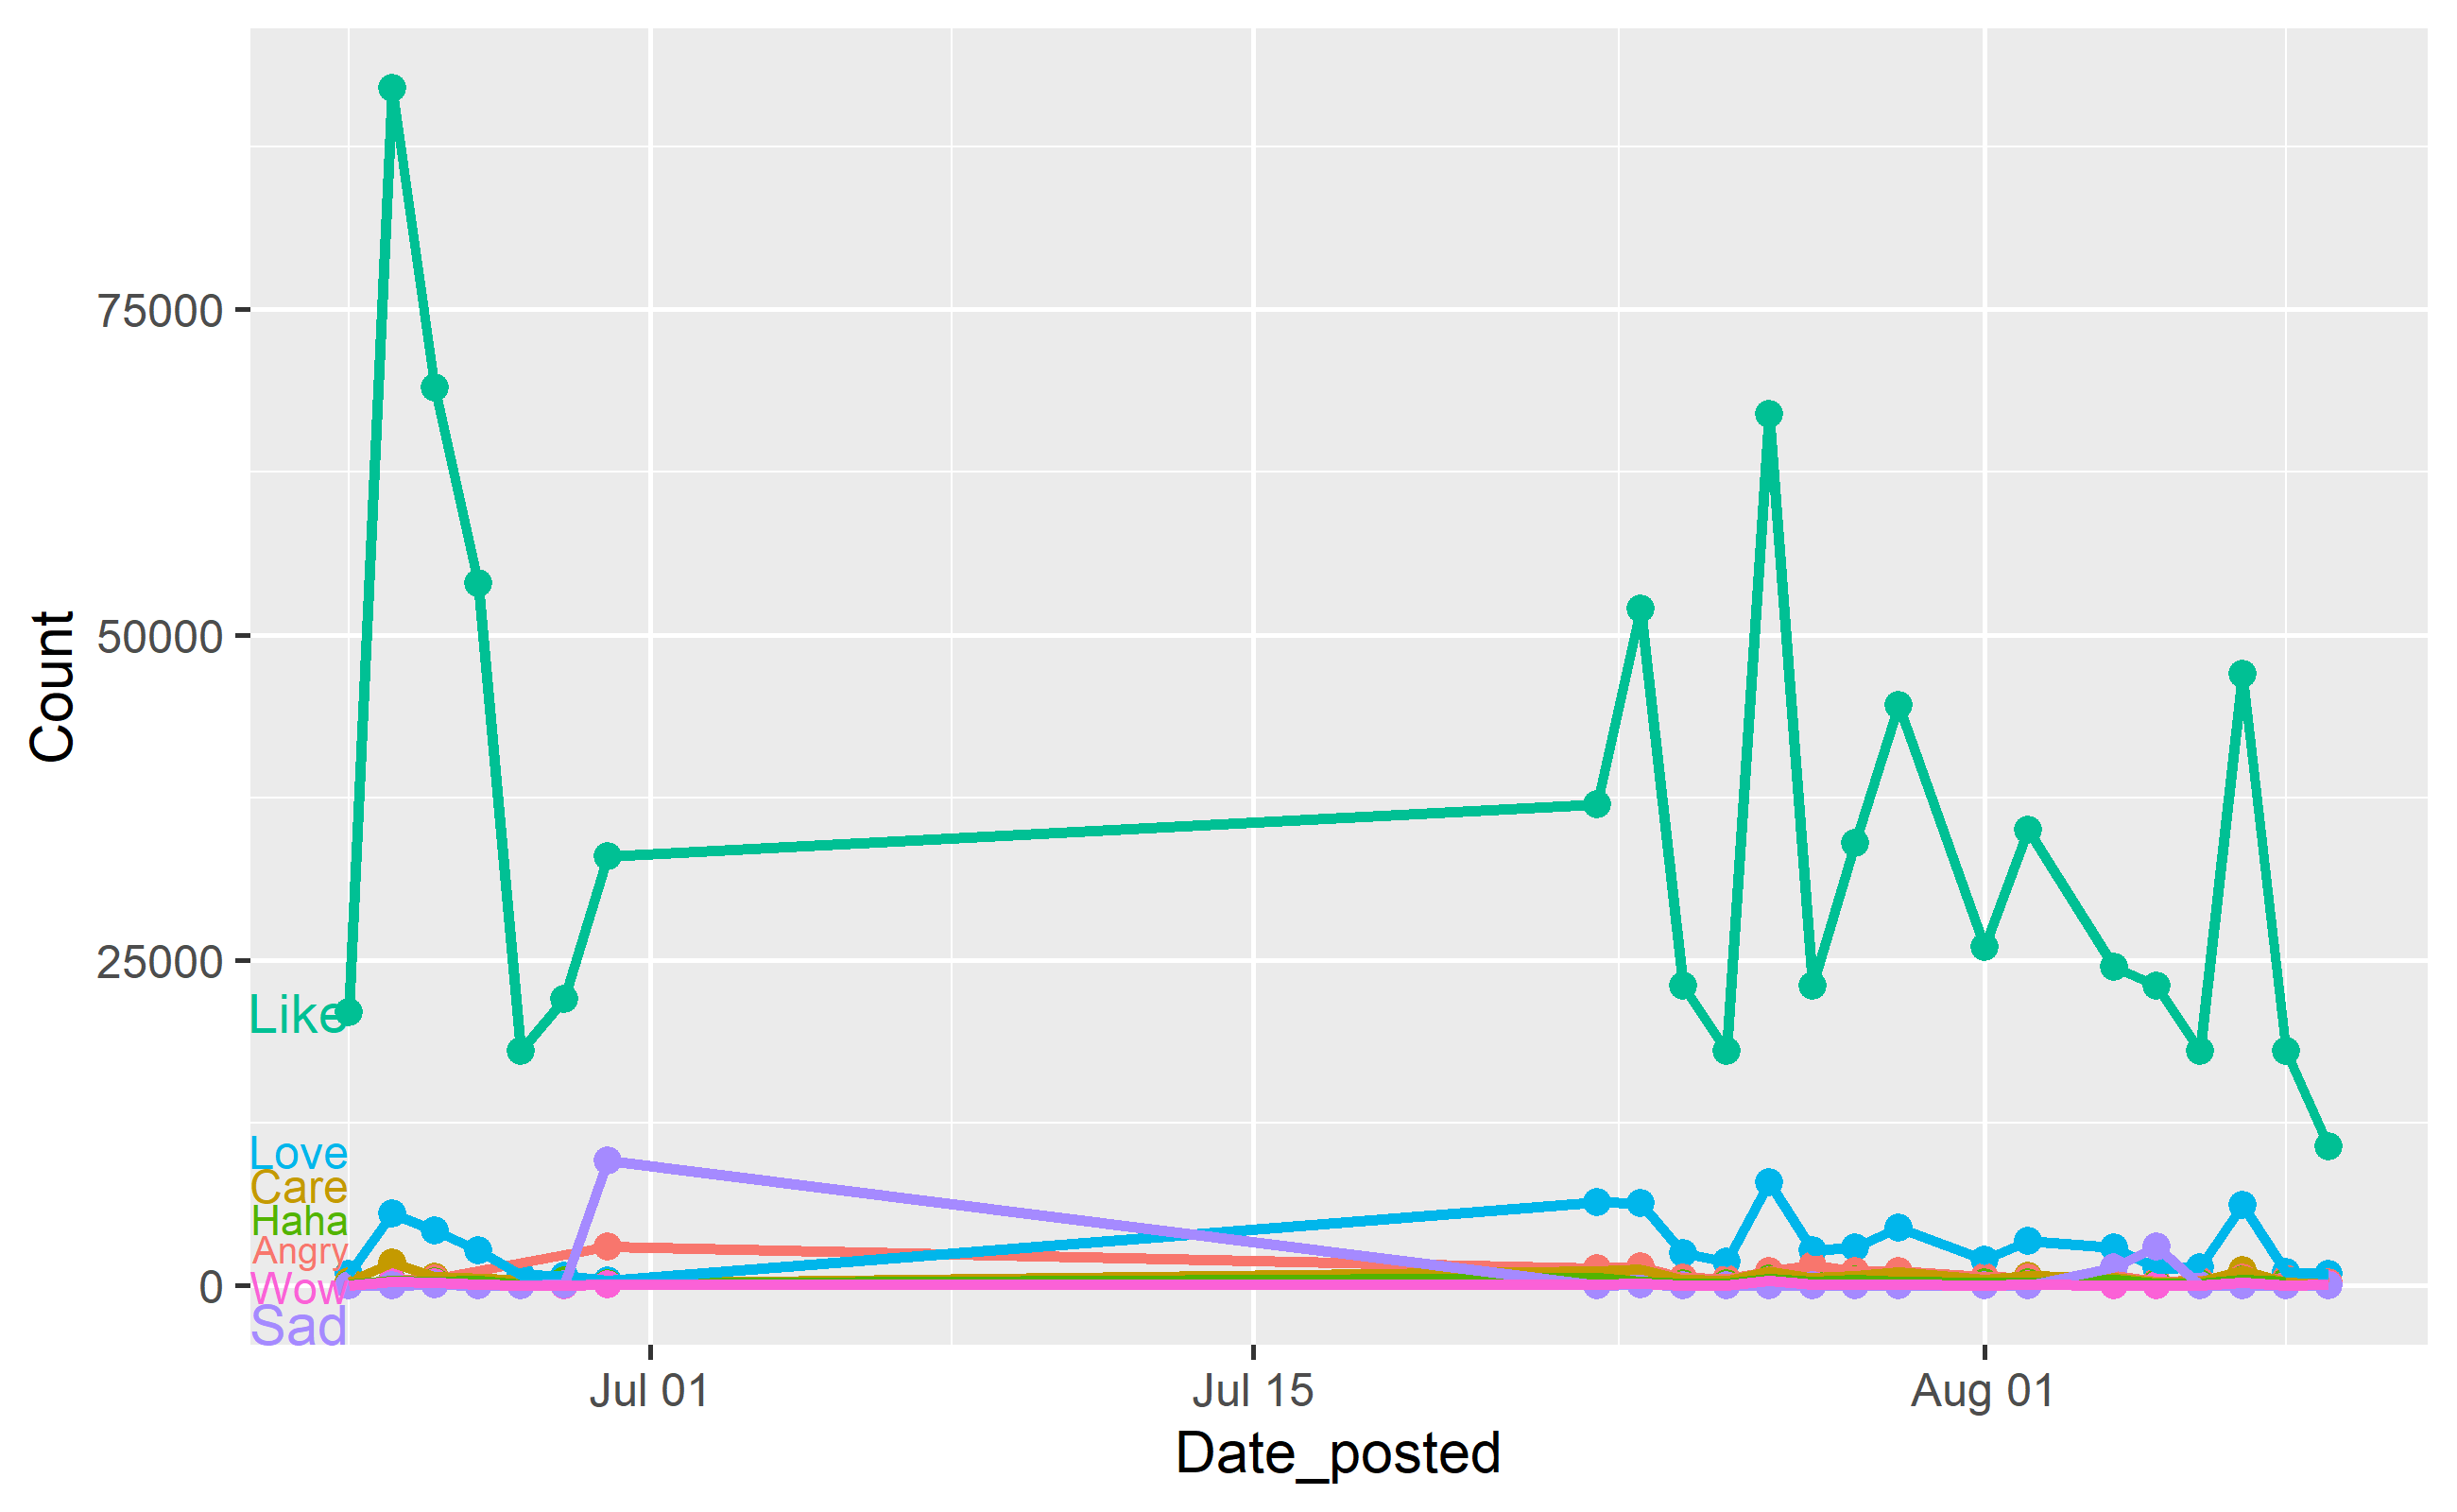 75000
50000
25000
0
Count
Like
Love
Care
Haha
Angry
Wow
Sad
Jul 01
Jul 15
Aug 01
Date_posted